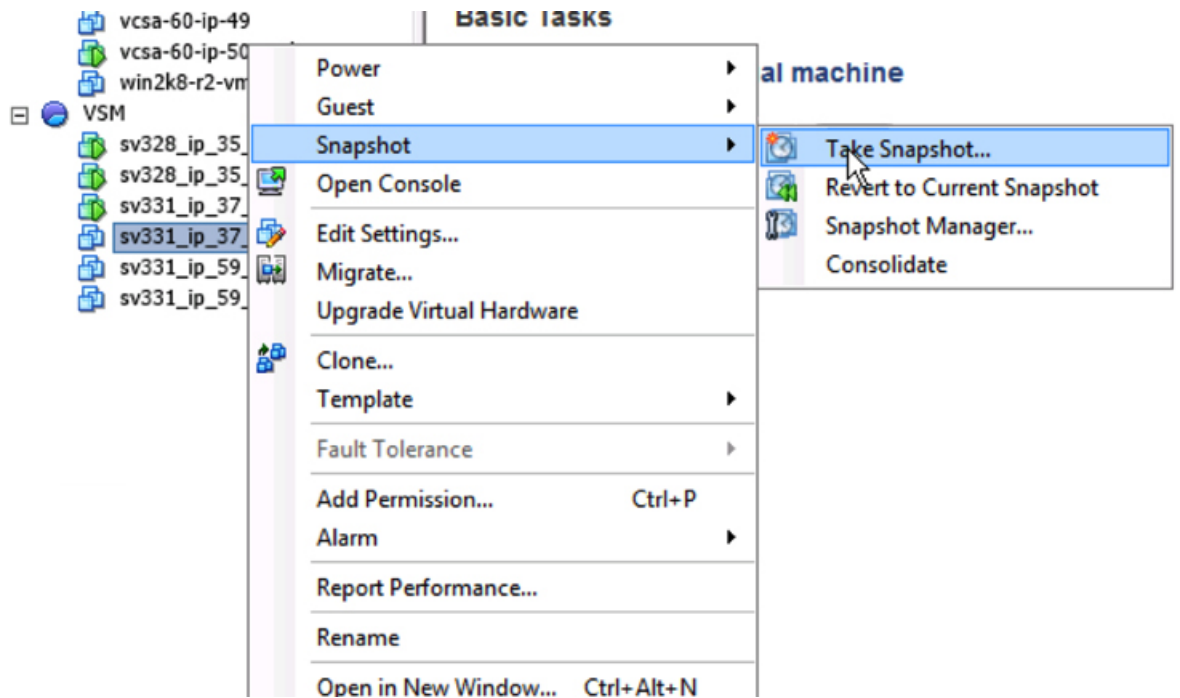 vcsa-60-ip-49
Basic Tasks
vcsa-60-ip-50
win2k8-r2-vm
al machine
VSM
sv328_ip_35_
sv328_ip_35_
sv331_ip_37_
sv331_ip_37_
sv331_ip_59_
sv331_ip_59_
Power
Guest
Snapshot
Open Console
Edit Settings...
Migrate...
Upgrade Virtual Hardware
Clone...
Template
Fault Tolerance
Add Permission... Ctrl+P
Alarm
Report Performance...
Rename
Open in New Window... Ctrl+Alt+N
Take Snapshot...
Revert to Current Snapshot
Snapshot Manager...
Consolidate